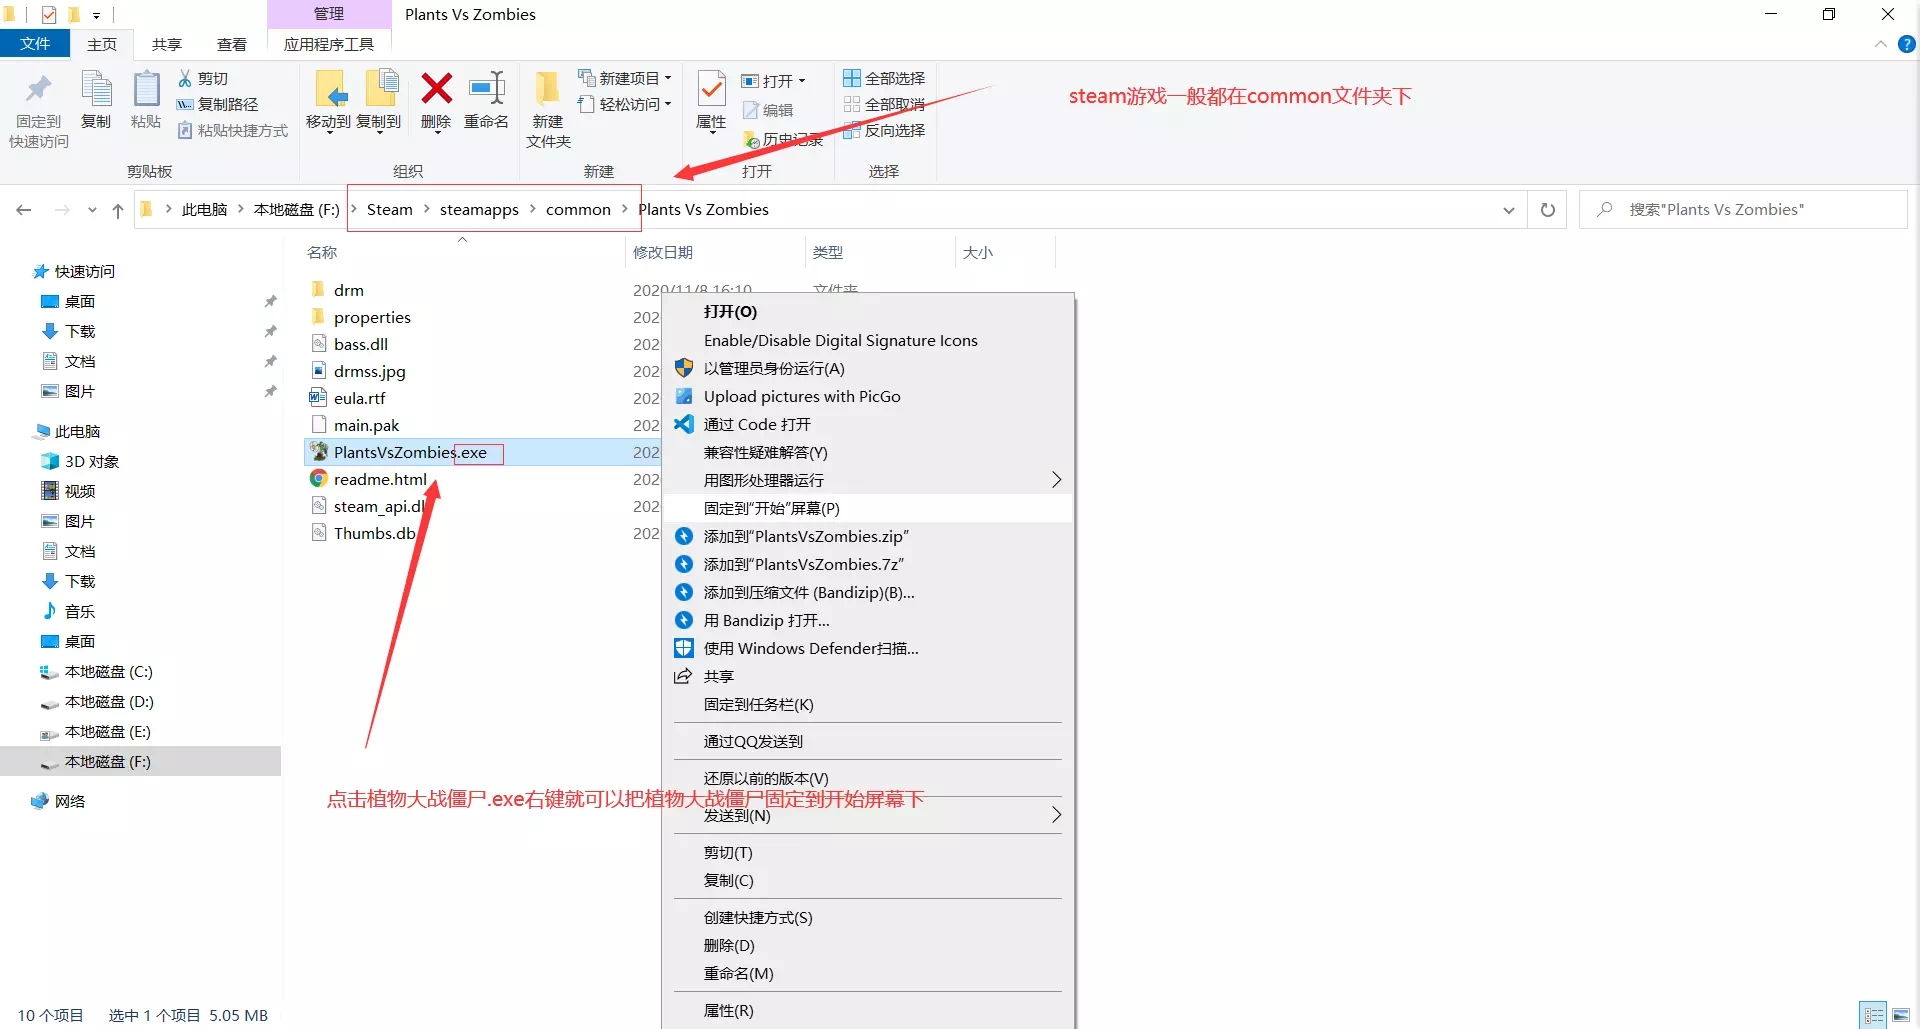 管理
Plants Vs Zombies
文件
主页
共享
查看
应用程序工具
固定到
快速访问
复制
粘贴
剪切
复制路径
粘贴快捷方式
剪贴板
移动到
复制到
删除
重命名
组织
新建
文件夹
新建项目
轻松访问
新建
属性
打开
编辑
历史记录
打开
全部选择
全部取消
反向选择
选择
steam游戏一般都在common文件夹下
此电脑
本地磁盘 (F:)
Steam
steamapps
common
Plants Vs Zombies
搜索"Plants Vs Zombies"
名称
修改日期
类型
大小
快速访问
桌面
下载
文档
图片
此电脑
3D 对象
视频
图片
文档
下载
音乐
桌面
本地磁盘 (C:)
本地磁盘 (D:)
本地磁盘 (E:)
本地磁盘 (F:)
网络
drm
2020/11/8 16:10
文件夹
properties
202
bass.dll
202
drmss.jpg
202
eula.rtf
202
main.pak
202
PlantsVsZombies.exe
202
readme.html
202
steam_api.dl
202
Thumbs.db
202
打开(O)
Enable/Disable Digital Signature Icons
以管理员身份运行(A)
Upload pictures with PicGo
通过 Code 打开
兼容性疑难解答(Y)
用图形处理器运行
固定到"开始"屏幕(P)
添加到"PlantsVsZombies.zip"
添加到"PlantsVsZombies.7z"
添加到压缩文件 (Bandizip)(B)...
用 Bandizip 打开...
使用 Windows Defender扫描...
共享
固定到任务栏(K)
通过QQ发送到
还原以前的版本(V)
点击植物大战僵尸.exe右键就可以把植物大战僵尸固定到开始屏幕下
发送到(N)
剪切(T)
复制(C)
创建快捷方式(S)
删除(D)
重命名(M)
属性(R)
10 个项目
选中 1 个项目 5.05 MB